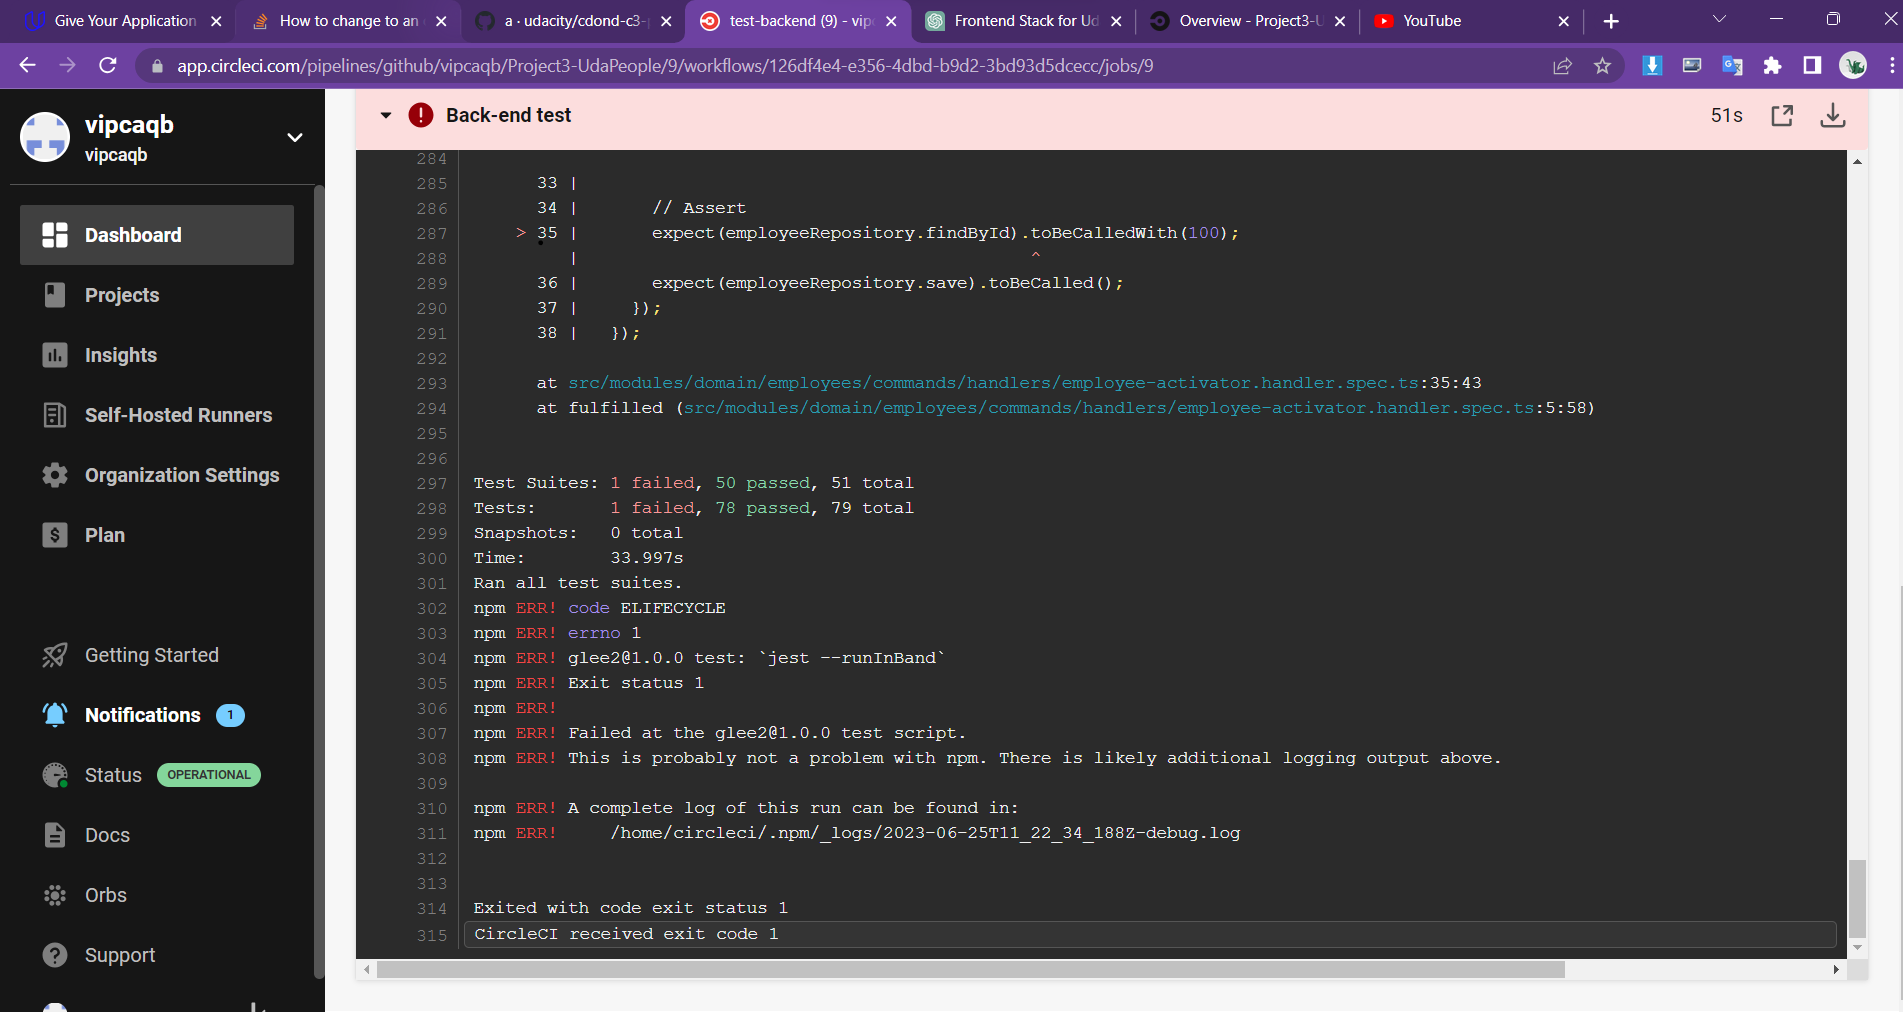 Give Your Application
How to change to an
a · udacity/cdond-c3-
test-backend (9) - vip
Frontend Stack for Ud
Overview - Project3-U
YouTube
app.circleci.com/pipelines/github/vipcaqb/Project3-UdaPeople/9/workflows/126df4e4-e356-4dbd-b9d2-3bd93d5dcecc/jobs/9
vipcaqb
vipcaqb
Dashboard
Projects
Insights
Self-Hosted Runners
Organization Settings
Plan
Getting Started
Notifications 1
Status OPERATIONAL
Docs
Orbs
Support
Back-end test 51s
284
285 33 |
286 34 | // Assert
287 > 35 | expect(employeeRepository.findById).toBeCalledWith(100);
288 | ^
289 36 | expect(employeeRepository.save).toBeCalled();
290 37 | });
291 38 | });
292
293 at src/modules/domain/employees/commands/handlers/employee-activator.handler.spec.ts:35:43
294 at fulfilled (src/modules/domain/employees/commands/handlers/employee-activator.handler.spec.ts:5:58)
295
296
297 Test Suites: 1 failed, 50 passed, 51 total
298 Tests: 1 failed, 78 passed, 79 total
299 Snapshots: 0 total
300 Time: 33.997s
301 Ran all test suites.
302 npm ERR! code ELIFECYCLE
303 npm ERR! errno 1
304 npm ERR! glee2@1.0.0 test: `jest --runInBand`
305 npm ERR! Exit status 1
306 npm ERR!
307 npm ERR! Failed at the glee2@1.0.0 test script.
308 npm ERR! This is probably not a problem with npm. There is likely additional logging output above.
309
310 npm ERR! A complete log of this run can be found in:
311 npm ERR! /home/circleci/.npm/_logs/2023-06-25T11_22_34_188Z-debug.log
312
313
314 Exited with code exit status 1
315 CircleCI received exit code 1